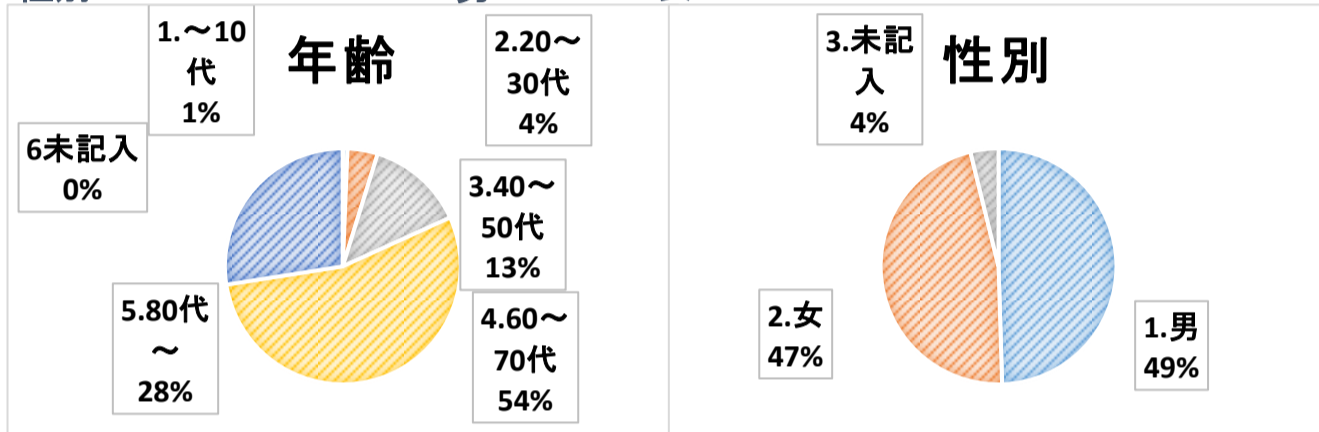 年齢
1.～10
代
1%
2.20～
30代
4%
3.40～
50代
13%
4.60～
70代
54%
5.80代
～
28%
6未記入
0%
性別
3.未記
入
4%
2.女
47%
1.男
49%